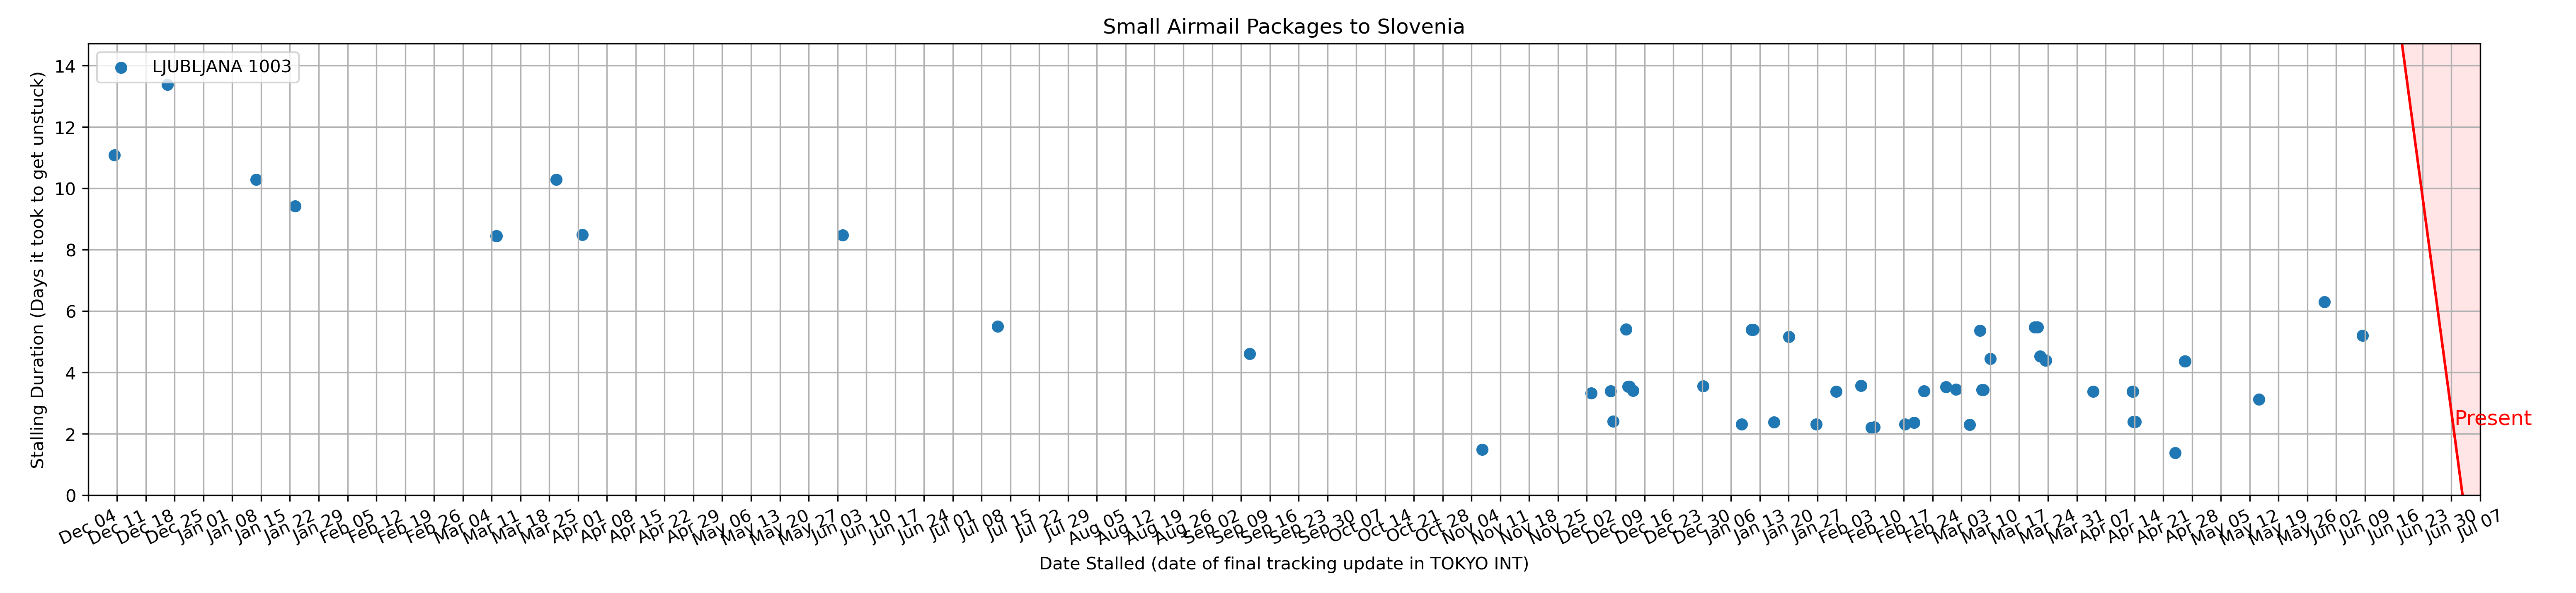 Small Airmail Packages to Slovenia
LJUBLJANA 1003
Stalling Duration (Days it took to get unstuck)
14
12
10
8
6
4
2
0
Present
Dec 04
Dec 11
Dec 18
Dec 25
Jan 01
Jan 08
Jan 15
Jan 22
Jan 29
Feb 05
Feb 12
Feb 19
Feb 26
Mar 04
Mar 11
Mar 18
Mar 25
Apr 01
Apr 08
Apr 15
Apr 22
Apr 29
May 06
May 13
May 20
May 27
Jun 03
Jun 10
Jun 17
Jun 24
Jul 01
Jul 08
Jul 15
Jul 22
Jul 29
Aug 05
Aug 12
Aug 19
Aug 26
Sep 02
Sep 09
Sep 16
Sep 23
Sep 30
Oct 07
Oct 14
Oct 21
Oct 28
Nov 04
Nov 11
Nov 18
Nov 25
Dec 02
Dec 09
Dec 16
Dec 23
Dec 30
Jan 06
Jan 13
Jan 20
Jan 27
Feb 03
Feb 10
Feb 17
Feb 24
Mar 03
Mar 10
Mar 17
Mar 24
Mar 31
Apr 07
Apr 14
Apr 21
Apr 28
May 05
May 12
May 19
May 26
Jun 02
Jun 09
Jun 16
Jun 23
Jun 30
Jul 07
Date Stalled (date of final tracking update in TOKYO INT)